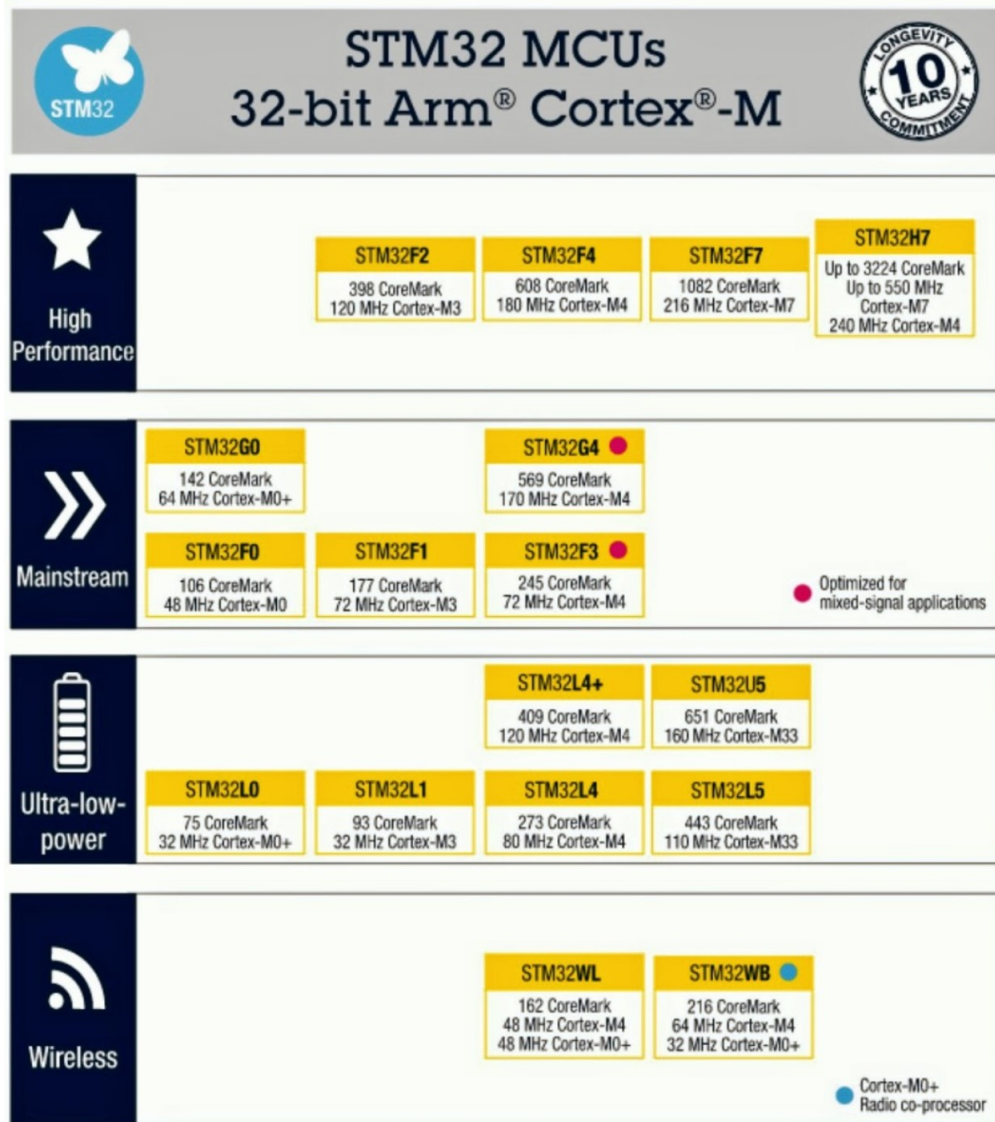 STM32
STM32 MCUs
32-bit Arm® Cortex®-M
LONGEVITY
10
YEARS
COMMITMENT
High
Performance
STM32F2
398 CoreMark
120 MHz Cortex-M3
STM32F4
608 CoreMark
180 MHz Cortex-M4
STM32F7
1082 CoreMark
216 MHz Cortex-M7
STM32H7
Up to 3224 CoreMark
Up to 550 MHz
Cortex-M7
240 MHz Cortex-M4
Mainstream
STM32G0
142 CoreMark
64 MHz Cortex-M0+
STM32G4
569 CoreMark
170 MHz Cortex-M4
STM32F0
106 CoreMark
48 MHz Cortex-M0
STM32F1
177 CoreMark
72 MHz Cortex-M3
STM32F3
245 CoreMark
72 MHz Cortex-M4
Optimized for
mixed-signal applications
Ultra-low-
power
STM32L4+
409 CoreMark
120 MHz Cortex-M4
STM32U5
651 CoreMark
160 MHz Cortex-M33
STM32L0
75 CoreMark
32 MHz Cortex-M0+
STM32L1
93 CoreMark
32 MHz Cortex-M3
STM32L4
273 CoreMark
80 MHz Cortex-M4
STM32L5
443 CoreMark
110 MHz Cortex-M33
Wireless
STM32WL
162 CoreMark
48 MHz Cortex-M4
48 MHz Cortex-M0+
STM32WB
216 CoreMark
64 MHz Cortex-M4
32 MHz Cortex-M0+
Cortex-M0+
Radio co-processor